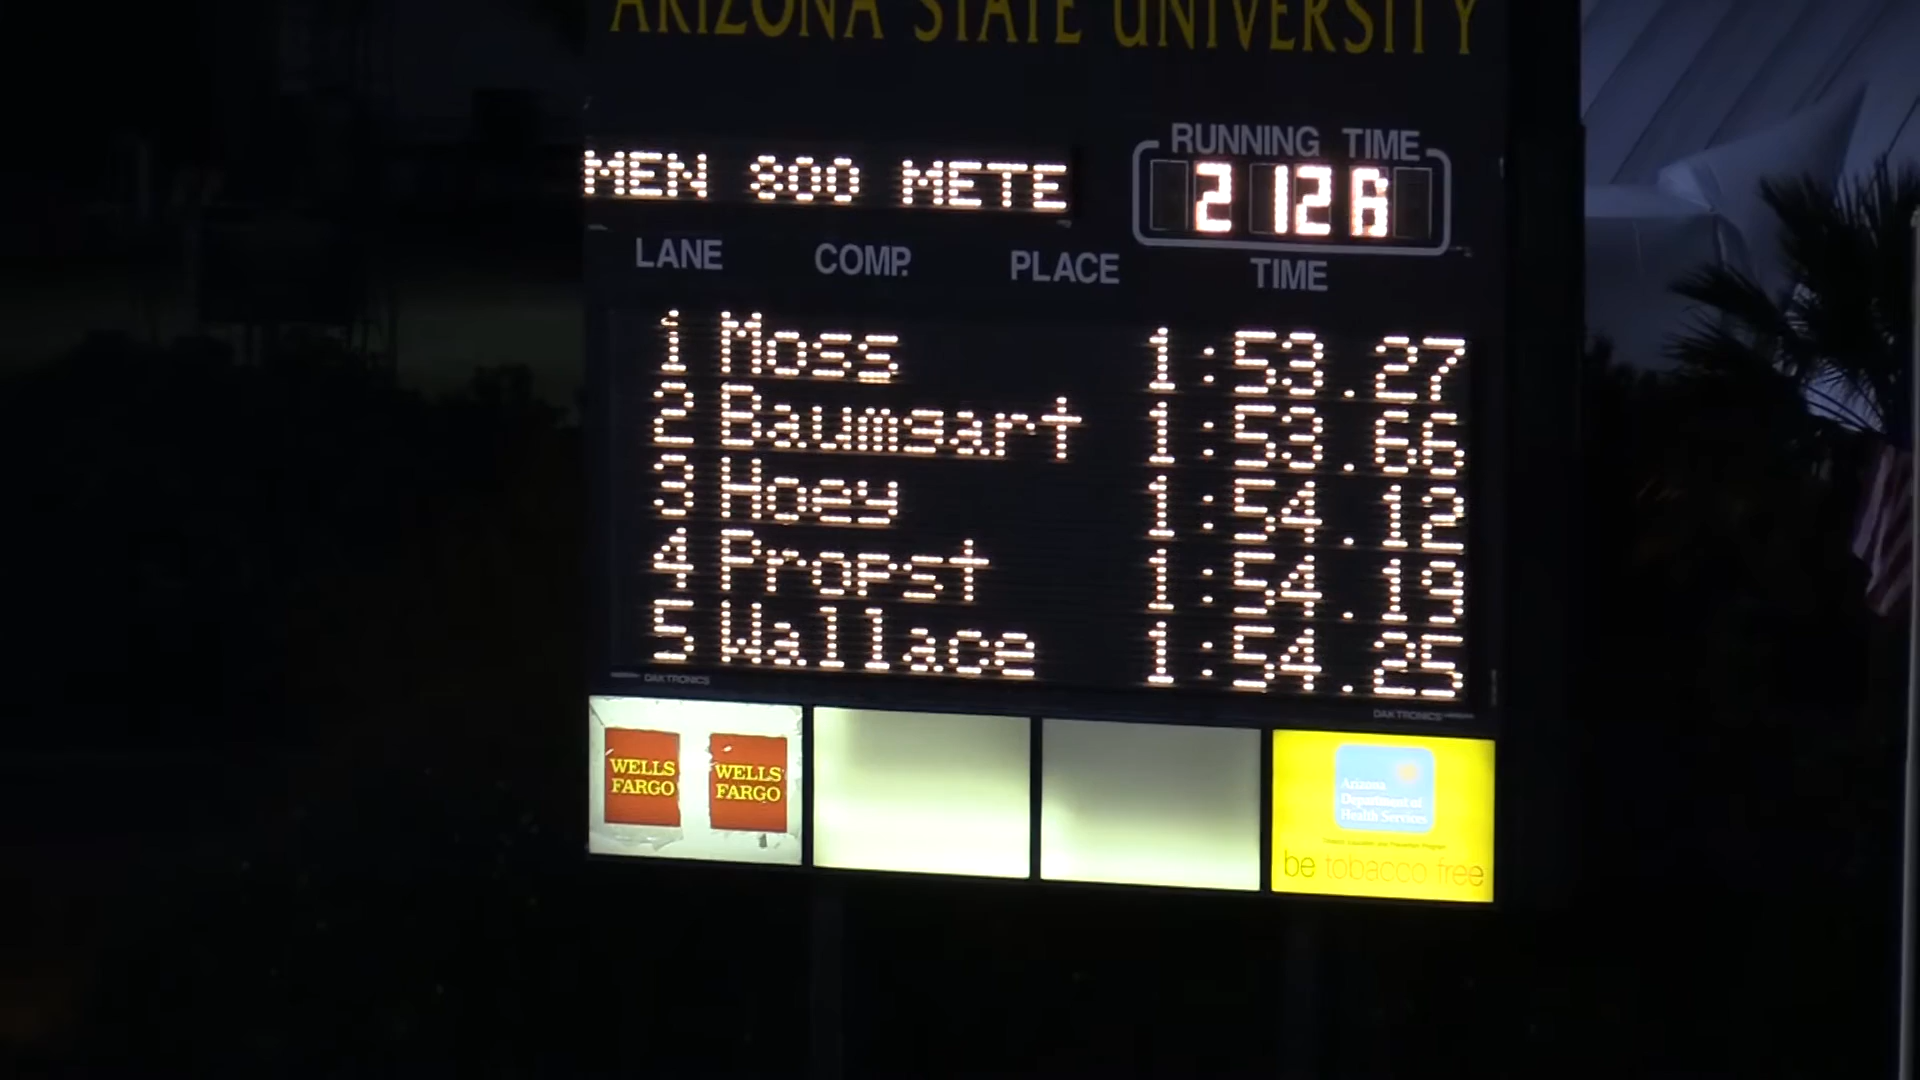 ARIZONA STATE UNIVERSITY
RUNNING TIME
MEN 800 METE
2 12
LANE COMP. PLACE TIME
1 Moss 1:53.27
2 Baumgart 1:53.66
3 Hoey 1:54.12
4 Propst 1:54.19
5 Wallace 1:54.25
DAKTRONICS DAKTRONICS
WELLS FARGO
WELLS FARGO
Arizona
Department of
Health Services
be tobacco free